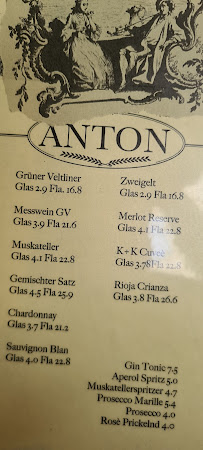 ANTON
Grüner Veltliner
Glas 2.9 Fla. 16.8
Messwein GV
Glas 3.9 Fla 21.6
Muskateller
Glas 4.1 Fla 22.8
Gemischter Satz
Glas 4.5 Fla 25.9
Chardonnay
Glas 3.7 Fla 21.2
Sauvignon Blan
Glas 4.0 Fla 22.8
Zweigelt
Glas 2.9 Fla 16.8
Merlot Reserve
Glas 4.1 Fla 22.8
K+K Cuveé
Glas 3.78 Fla 22.8
Rioja Crianza
Glas 3.8 Fla 26.6
Gin Tonic 7.5
Aperol Spritz 5.0
Muskatellerspritzer 4.7
Prosecco Marille 5.4
Prosecco 4.0
Rosè Prickelnd 4.0